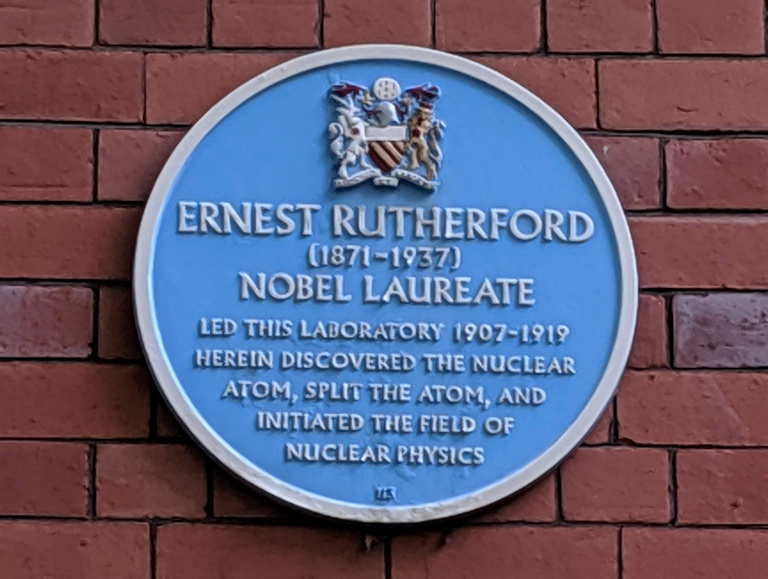 ERNEST RUTHERFORD
(1871-1937)
NOBEL LAUREATE
LED THIS LABORATORY 1907-1919
HEREIN DISCOVERED THE NUCLEAR
ATOM, SPLIT THE ATOM, AND
INITIATED THE FIELD OF
NUCLEAR PHYSICS